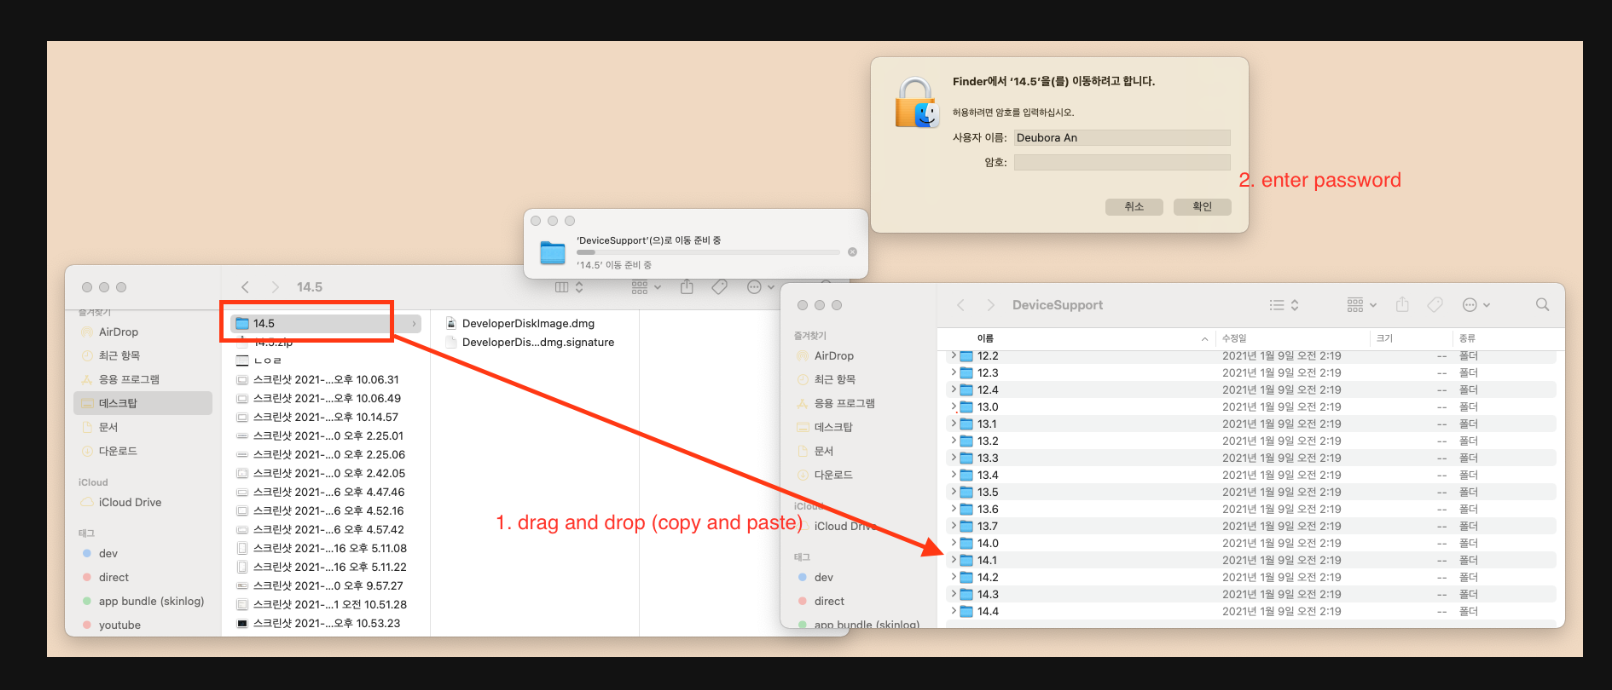 Finder에서 ‘14.5’을(를) 이동하려고 합니다.
허용하려면 암호를 입력하십시오.
사용자 이름: Deubora An
암호:
취소 확인
2. enter password
'DeviceSupport'(으)로 이동 준비 중
'14.5' 이동 준비 중
14.5
즐겨찾기
AirDrop
최근 항목
응용 프로그램
데스크탑
문서
다운로드
iCloud
iCloud Drive
태그
dev
direct
app bundle (skinlog)
youtube
14.5
14.5.zip
스크린샷 2021-...오후 10.06.31
스크린샷 2021-...오후 10.06.49
스크린샷 2021-...오후 10.14.57
스크린샷 2021-...0 오후 2.25.01
스크린샷 2021-...0 오후 2.25.06
스크린샷 2021-...0 오후 2.42.05
스크린샷 2021-...6 오후 4.47.46
스크린샷 2021-...6 오후 4.52.16
스크린샷 2021-...6 오후 4.57.42
스크린샷 2021-...16 오후 5.11.08
스크린샷 2021-...16 오후 5.11.22
스크린샷 2021-...0 오후 9.57.27
스크린샷 2021-...1 오전 10.51.28
스크린샷 2021-...오후 10.53.23
DeveloperDiskImage.dmg
DeveloperDis...dmg.signature
1. drag and drop (copy and paste)
DeviceSupport
즐겨찾기
AirDrop
최근 항목
응용 프로그램
데스크탑
문서
다운로드
iCloud
iCloud Drive
태그
dev
direct
app bundle (skinlog)
이름 수정일 크기 종류
12.2 2021년 1월 9일 오전 2:19 -- 폴더
12.3 2021년 1월 9일 오전 2:19 -- 폴더
12.4 2021년 1월 9일 오전 2:19 -- 폴더
13.0 2021년 1월 9일 오전 2:19 -- 폴더
13.1 2021년 1월 9일 오전 2:19 -- 폴더
13.2 2021년 1월 9일 오전 2:19 -- 폴더
13.3 2021년 1월 9일 오전 2:19 -- 폴더
13.4 2021년 1월 9일 오전 2:19 -- 폴더
13.5 2021년 1월 9일 오전 2:19 -- 폴더
13.6 2021년 1월 9일 오전 2:19 -- 폴더
13.7 2021년 1월 9일 오전 2:19 -- 폴더
14.0 2021년 1월 9일 오전 2:19 -- 폴더
14.1 2021년 1월 9일 오전 2:19 -- 폴더
14.2 2021년 1월 9일 오전 2:19 -- 폴더
14.3 2021년 1월 9일 오전 2:19 -- 폴더
14.4 2021년 1월 9일 오전 2:19 -- 폴더